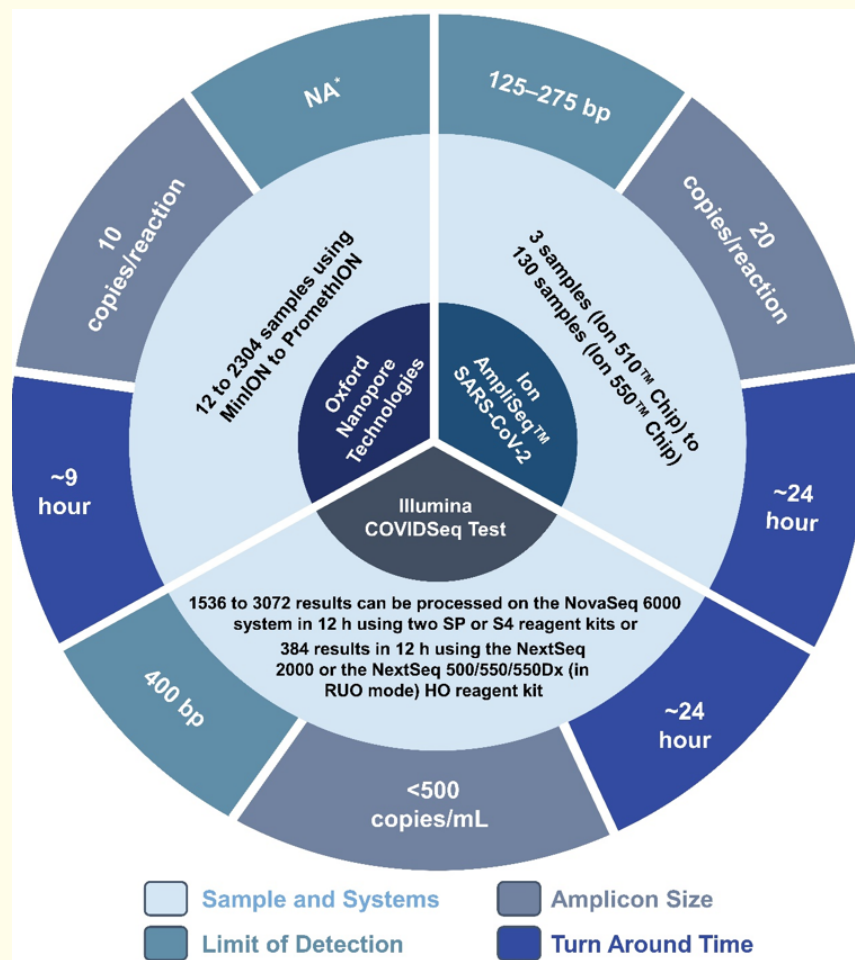 NA*
125–275 bp
10
copies/reaction
20
copies/reaction
12 to 2304 samples using
MinION to PromethION
3 samples (Ion 510™ Chip) to
130 samples (Ion 550™ Chip)
Oxford
Nanopore
Technologies
Ion
AmpliSeq™
SARS-CoV-2
~9
hour
~24
hour
Illumina
COVIDSeq Test
1536 to 3072 results can be processed on the NovaSeq 6000
system in 12 h using two SP or S4 reagent kits or
384 results in 12 h using the NextSeq
2000 or the NextSeq 500/550/550Dx (in
RUO mode) HO reagent kit
400 bp
~24
hour
<500
copies/mL
Sample and Systems
Amplicon Size
Limit of Detection
Turn Around Time